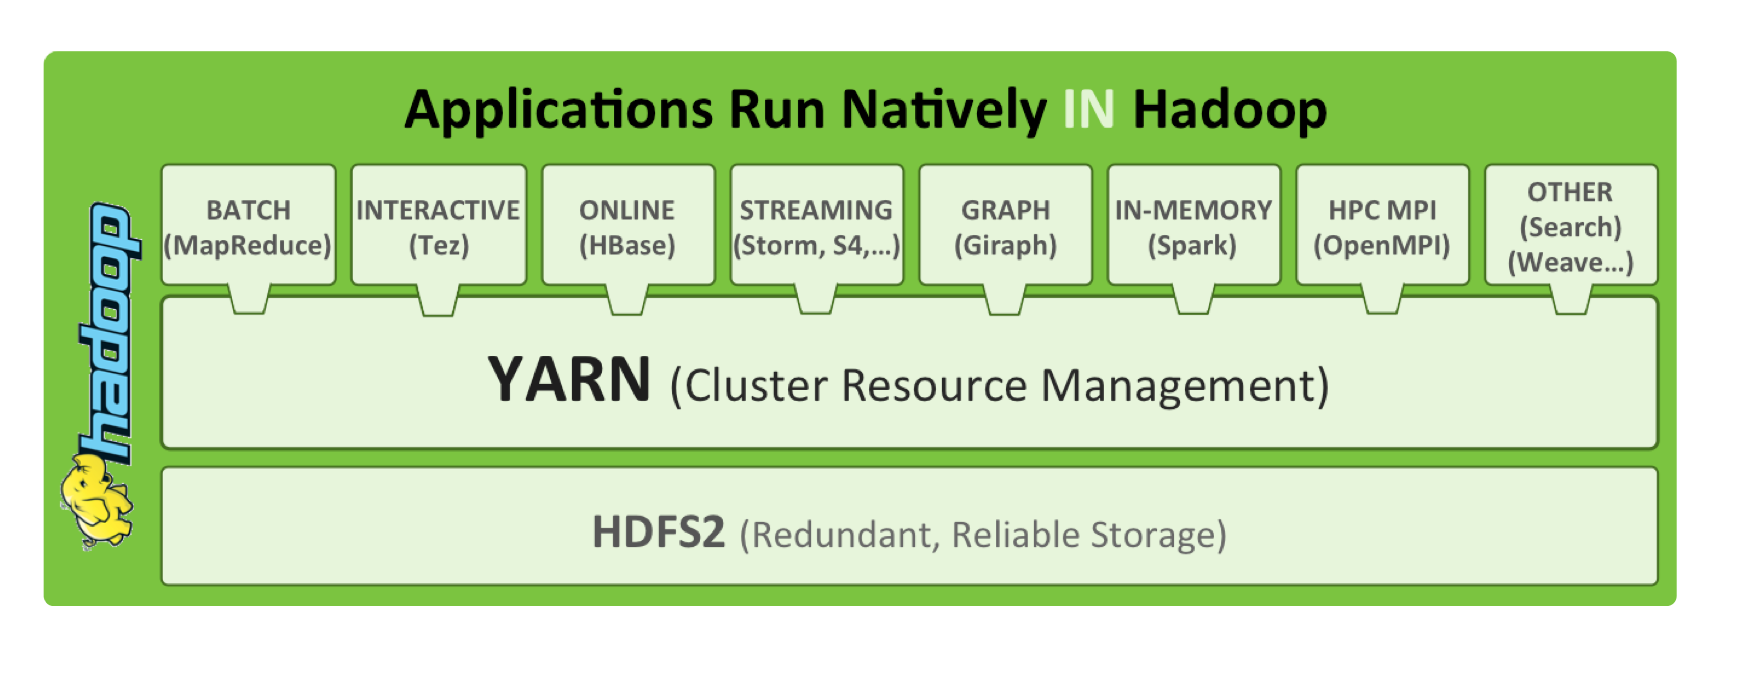 Applications Run Natively IN Hadoop
hadoop
BATCH
(MapReduce)
INTERACTIVE
(Tez)
ONLINE
(HBase)
STREAMING
(Storm, S4,...)
GRAPH
(Giraph)
IN-MEMORY
(Spark)
HPC MPI
(OpenMPI)
OTHER
(Search)
(Weave...)
YARN (Cluster Resource Management)
HDFS2 (Redundant, Reliable Storage)